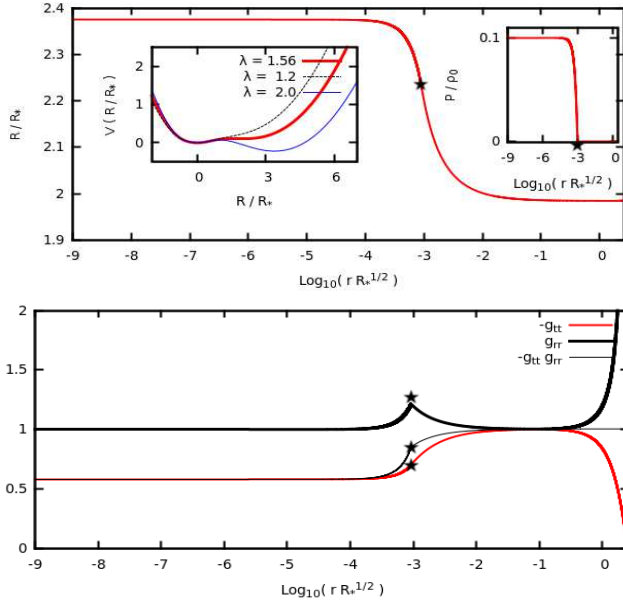 2.4
2.3
2.2
2.1
2
1.9
R / R*
-9 -8 -7 -6 -5 -4 -3 -2 -1 0
Log10( r R*^1/2 )
2
1
0
V ( R / R* )
λ = 1.56
λ = 1.2
λ = 2.0
0 3 6
R / R*
0.1
0
P / ρ0
-9 -6 -3 0
Log10( r R*^1/2 )
2
1.5
1
0.5
0
-gtt
grr
-gtt grr
-9 -8 -7 -6 -5 -4 -3 -2 -1 0
Log10( r R*^1/2 )